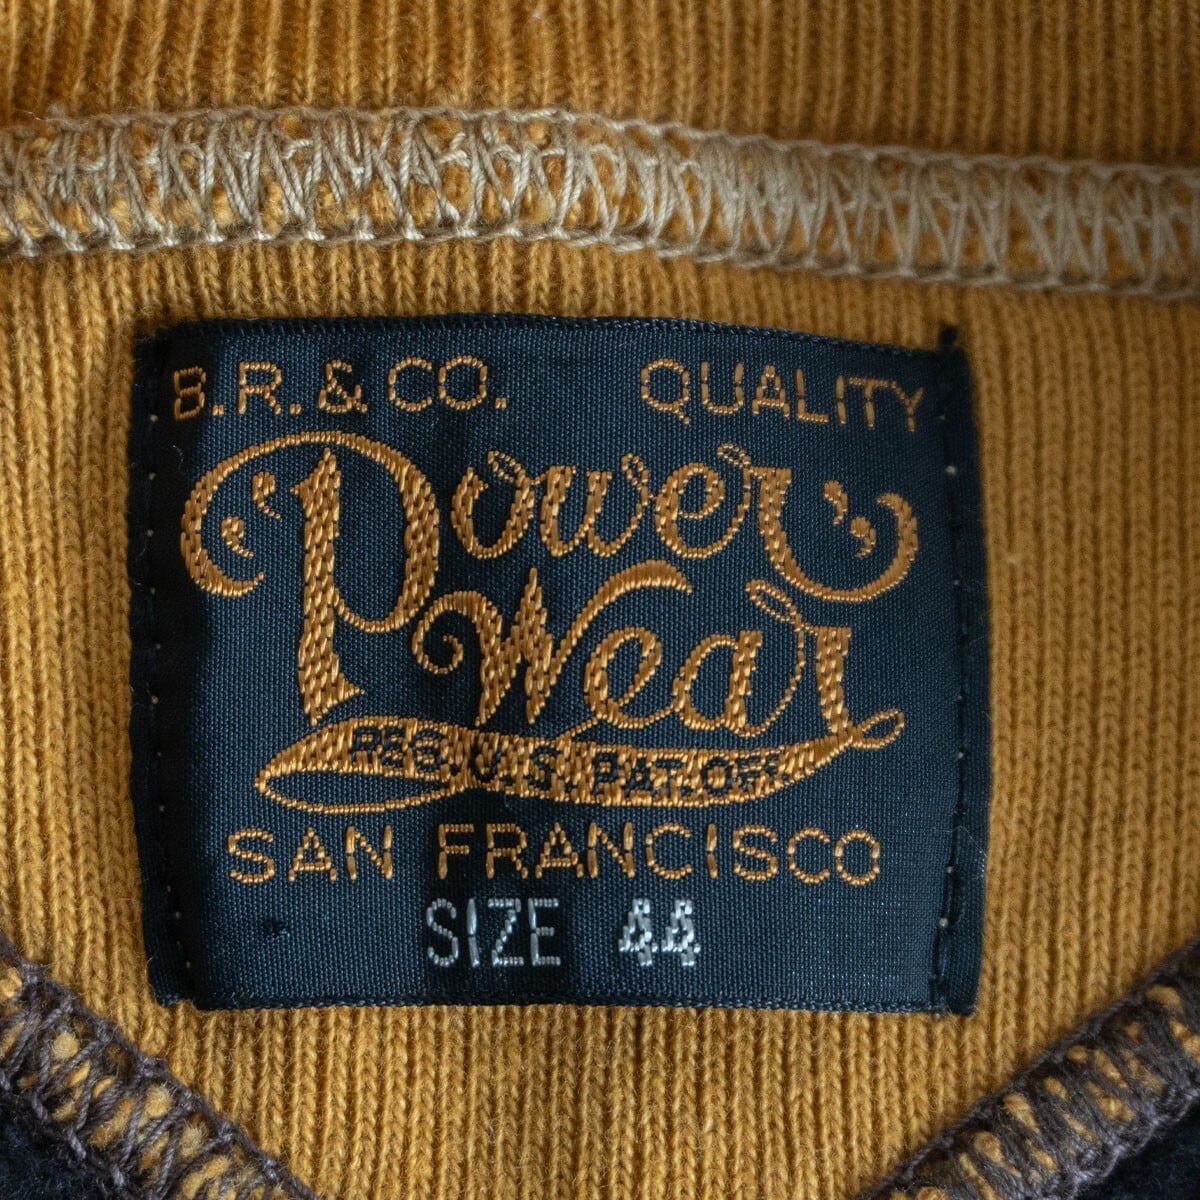 B.R.&CO. QUALITY
Power
Wear
REG.U.S.PAT.OFF.
SAN FRANCISCO
SIZE 44